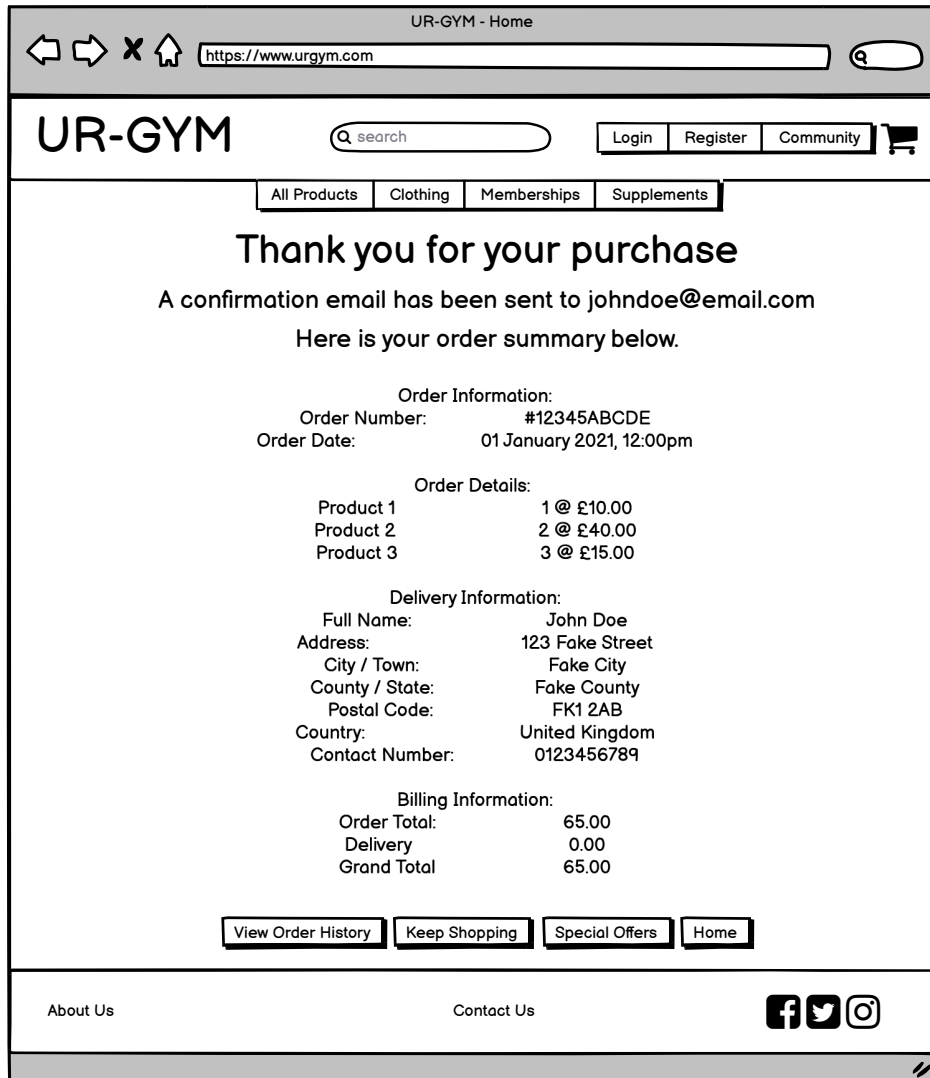 UR-GYM - Home
https://www.urgym.com
UR-GYM
search
Login Register Community
All Products Clothing Memberships Supplements
Thank you for your purchase
A confirmation email has been sent to johndoe@email.com
Here is your order summary below.
Order Information:
Order Number: #12345ABCDE
Order Date: 01 January 2021, 12:00pm
Order Details:
Product 1 1 @ £10.00
Product 2 2 @ £40.00
Product 3 3 @ £15.00
Delivery Information:
Full Name: John Doe
Address: 123 Fake Street
City / Town: Fake City
County / State: Fake County
Postal Code: FK1 2AB
Country: United Kingdom
Contact Number: 0123456789
Billing Information:
Order Total: 65.00
Delivery 0.00
Grand Total 65.00
View Order History Keep Shopping Special Offers Home
About Us Contact Us